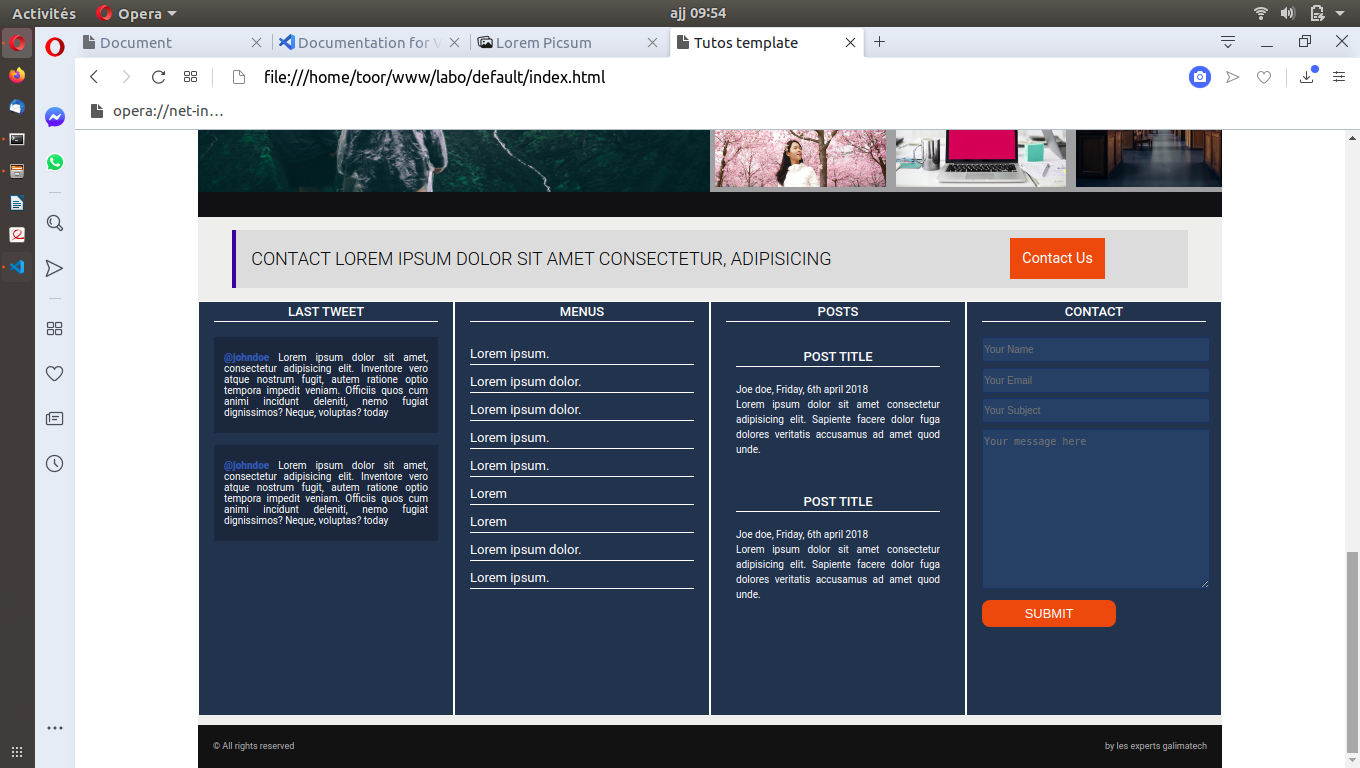 Activités
Opera
ajj 09:54
Document
Documentation for V
Lorem Picsum
Tutos template
file:///home/toor/www/labo/default/index.html
opera://net-in…
CONTACT LOREM IPSUM DOLOR SIT AMET CONSECTETUR, ADIPISICING
Contact Us
LAST TWEET
@johndoe Lorem ipsum dolor sit amet,
consectetur adipisicing elit. Inventore vero
atque nostrum fugit, autem ratione optio
tempora impedit veniam. Officiis quos cum
animi incidunt deleniti, nemo fugiat
dignissimos? Neque, voluptas? today
@johndoe Lorem ipsum dolor sit amet,
consectetur adipisicing elit. Inventore vero
atque nostrum fugit, autem ratione optio
tempora impedit veniam. Officiis quos cum
animi incidunt deleniti, nemo fugiat
dignissimos? Neque, voluptas? today
MENUS
Lorem ipsum.
Lorem ipsum dolor.
Lorem ipsum dolor.
Lorem ipsum.
Lorem ipsum.
Lorem
Lorem
Lorem ipsum dolor.
Lorem ipsum.
POSTS
POST TITLE
Joe doe, Friday, 6th april 2018
Lorem ipsum dolor sit amet consectetur
adipisicing elit. Sapiente facere dolor fuga
dolores veritatis accusamus ad amet quod
unde.
POST TITLE
Joe doe, Friday, 6th april 2018
Lorem ipsum dolor sit amet consectetur
adipisicing elit. Sapiente facere dolor fuga
dolores veritatis accusamus ad amet quod
unde.
CONTACT
Your Name
Your Email
Your Subject
Your message here
SUBMIT
© All rights reserved
by les experts galimatech